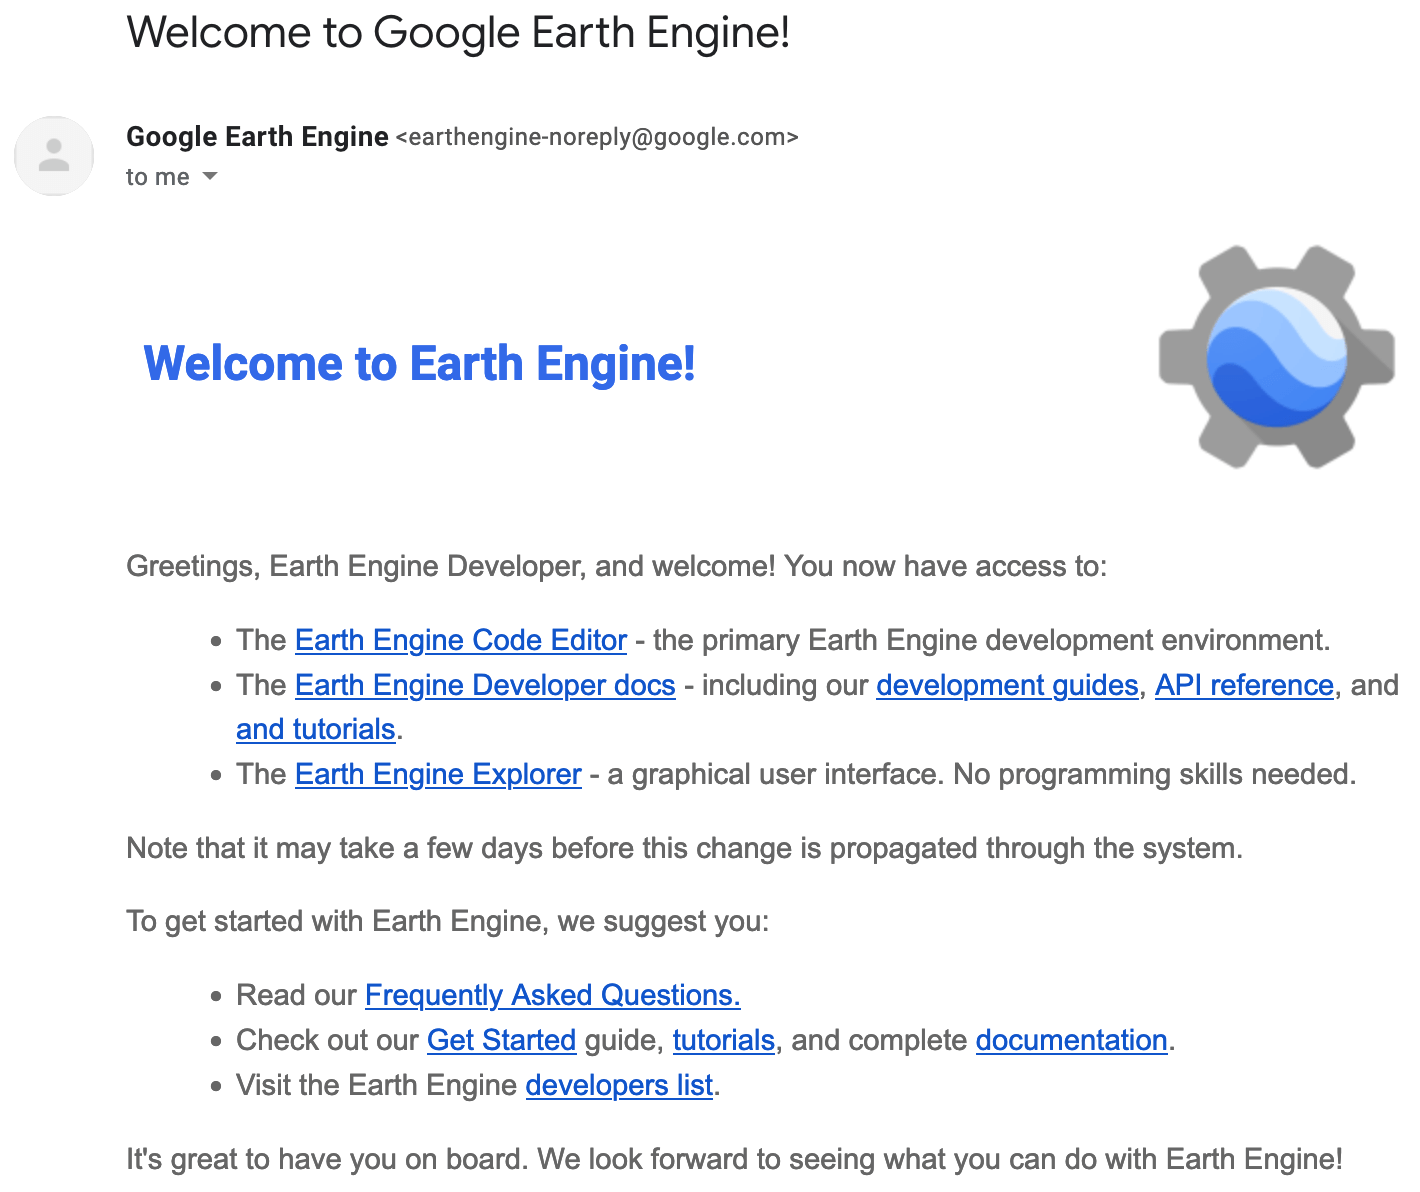 Welcome to Google Earth Engine!
Google Earth Engine <earthengine-noreply@google.com>
to me
Welcome to Earth Engine!
Greetings, Earth Engine Developer, and welcome! You now have access to:
• The Earth Engine Code Editor - the primary Earth Engine development environment.
• The Earth Engine Developer docs - including our development guides, API reference, and
and tutorials.
• The Earth Engine Explorer - a graphical user interface. No programming skills needed.
Note that it may take a few days before this change is propagated through the system.
To get started with Earth Engine, we suggest you:
• Read our Frequently Asked Questions.
• Check out our Get Started guide, tutorials, and complete documentation.
• Visit the Earth Engine developers list.
It's great to have you on board. We look forward to seeing what you can do with Earth Engine!